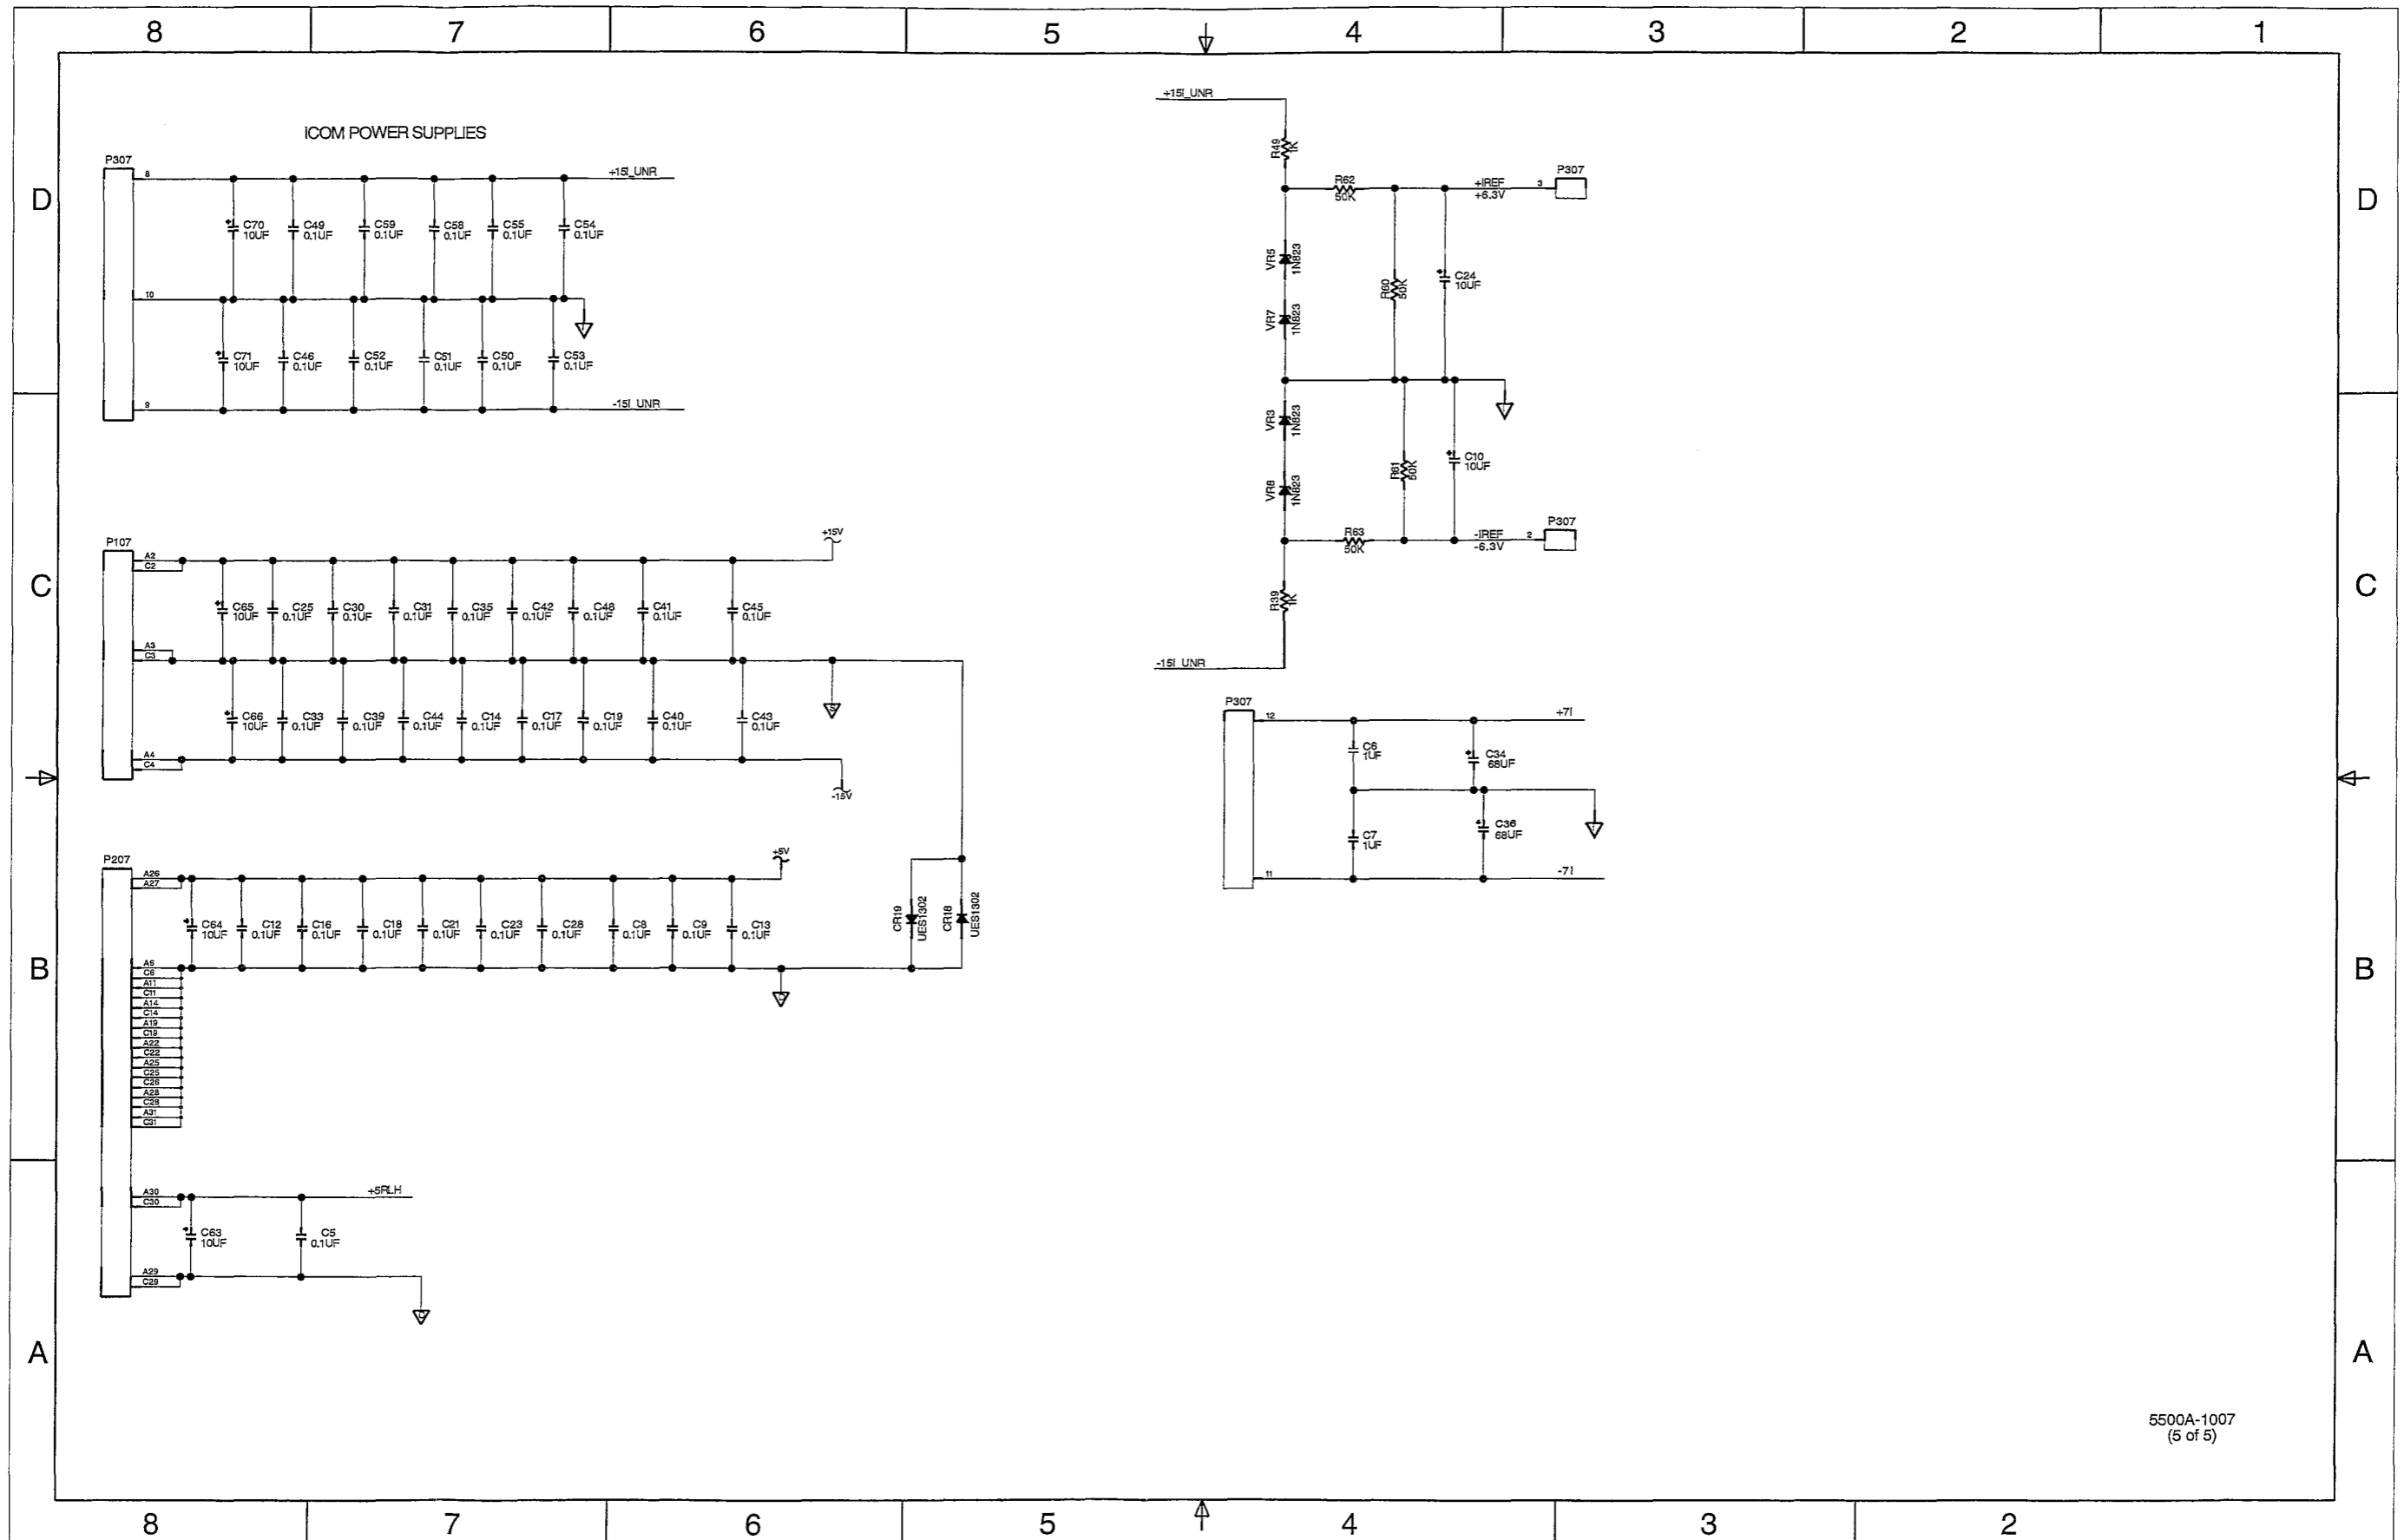 8 7 6 5 4 3 2 1
D
D
C
C
B
B
A
A
ICOM POWER SUPPLIES
P307
8
+15I_UNR
C70
10UF
C49
0.1UF
C59
0.1UF
C58
0.1UF
C55
0.1UF
C54
0.1UF
10
C71
10UF
C46
0.1UF
C52
0.1UF
C51
0.1UF
C50
0.1UF
C53
0.1UF
9
-15I_UNR
P107
A2
C2
+15V
C65
10UF
C25
0.1UF
C30
0.1UF
C31
0.1UF
C35
0.1UF
C42
0.1UF
C48
0.1UF
C41
0.1UF
C45
0.1UF
A3
C3
S
C66
10UF
C33
0.1UF
C39
0.1UF
C44
0.1UF
C14
0.1UF
C17
0.1UF
C19
0.1UF
C40
0.1UF
C43
0.1UF
A4
C4
-15V
P207
A26
A27
+5V
C64
10UF
C12
0.1UF
C16
0.1UF
C18
0.1UF
C21
0.1UF
C23
0.1UF
C28
0.1UF
C8
0.1UF
C9
0.1UF
C13
0.1UF
CR19
UES1302
CR18
UES1302
A6
C6
A11
C11
A14
C14
A19
C19
A22
C22
A25
C25
C26
A28
C28
A31
C31
A30
C30
+5RLH
C63
10UF
C5
0.1UF
A29
C29
+15I_UNR
R49
1K
R62
50K
+IREF
+6.3V
3
P307
VR5
1N823
VR7
1N823
R60
50K
C24
10UF
VR3
1N823
VR8
1N823
R61
50K
C10
10UF
R63
50K
-IREF
-6.3V
2
P307
R39
1K
-15I_UNR
P307
12
+7I
C6
1UF
C34
68UF
C7
1UF
C36
68UF
11
-7I
5500A-1007
(5 of 5)
8 7 6 5 4 3 2